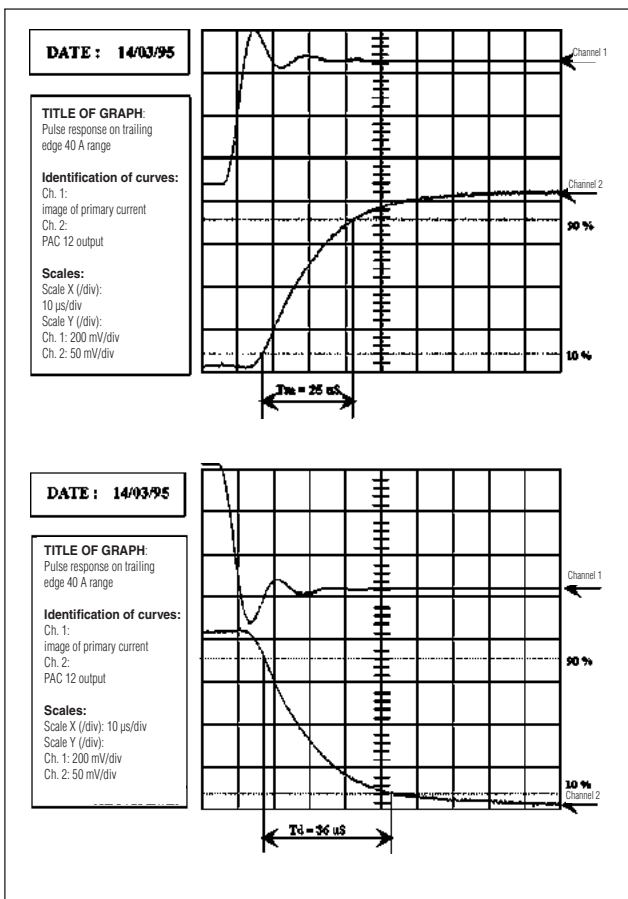 DATE : 14/03/95
TITLE OF GRAPH:
Pulse response on trailing
edge 40 A range
Identification of curves:
Ch. 1:
image of primary current
Ch. 2:
PAC 12 output
Scales:
Scale X (/div):
10 µs/div
Scale Y (/div):
Ch. 1: 200 mV/div
Ch. 2: 50 mV/div
Channel 1
Channel 2
90 %
10 %
Tm = 26 uS
DATE : 14/03/95
TITLE OF GRAPH:
Pulse response on trailing
edge 40 A range
Identification of curves:
Ch. 1:
image of primary current
Ch. 2:
PAC 12 output
Scales:
Scale X (/div): 10 µs/div
Scale Y (/div):
Ch. 1: 200 mV/div
Ch. 2: 50 mV/div
Channel 1
90 %
10 %
Channel 2
Td = 36 uS